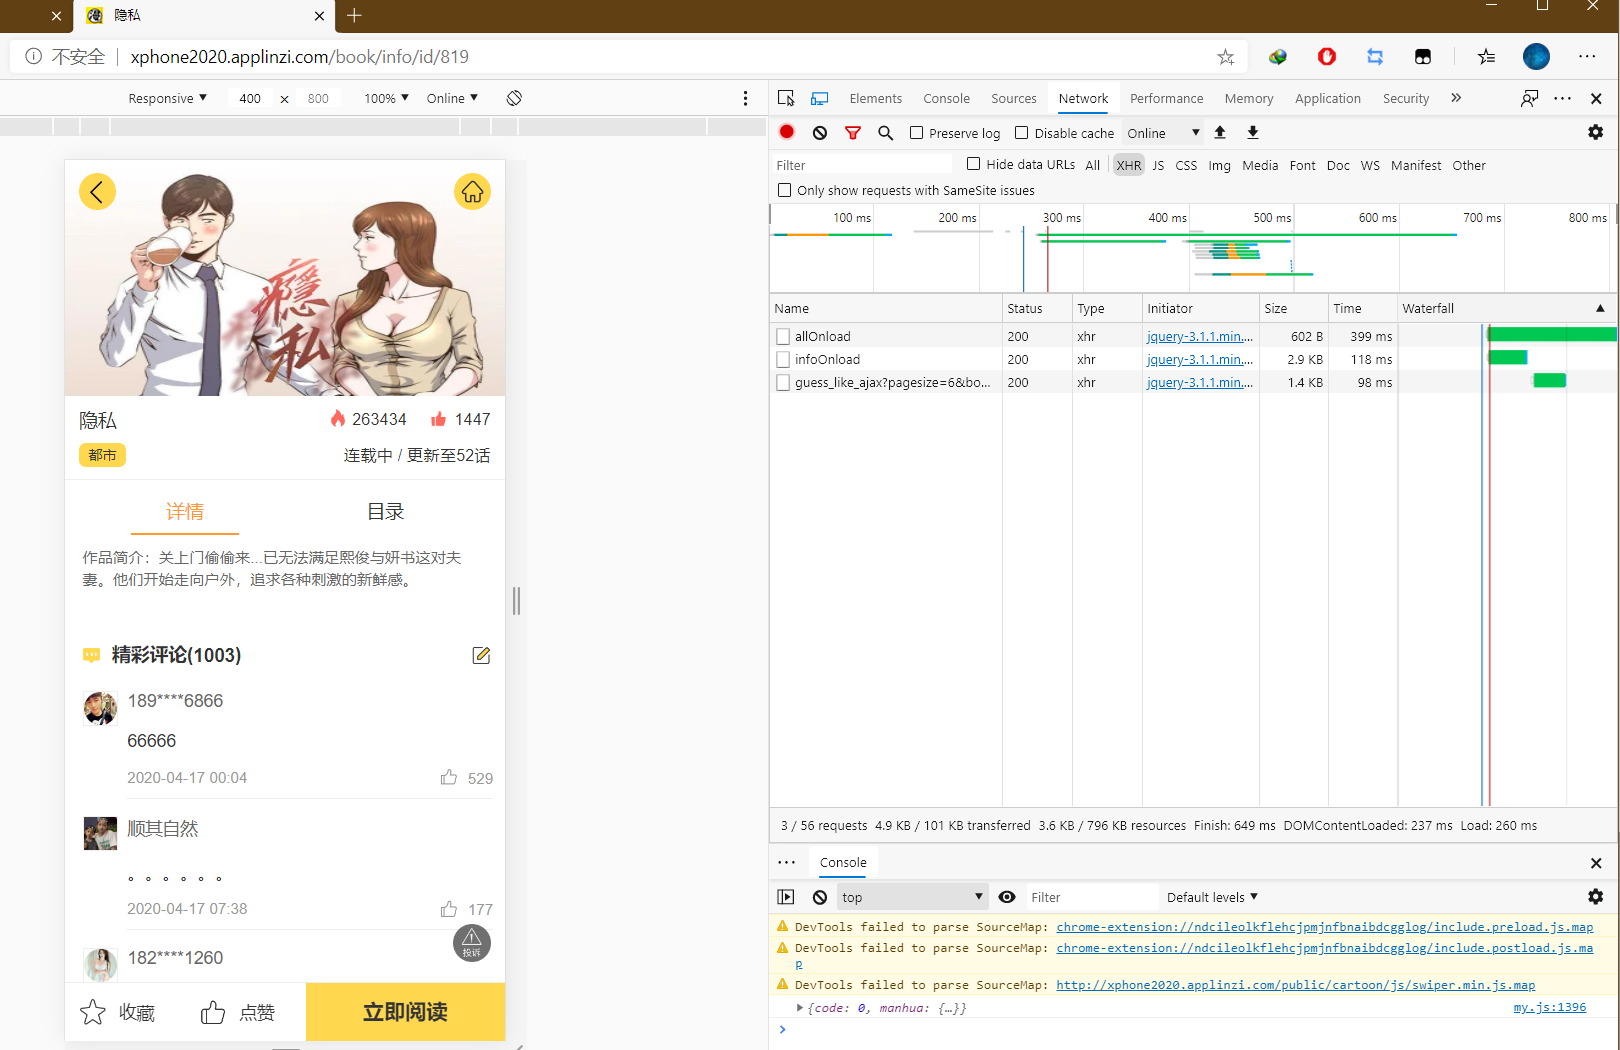 隐私
不安全
xphone2020.applinzi.com/book/info/id/819
Responsive
400 × 800
100%
Online
Elements Console Sources Network Performance Memory Application Security
Preserve log Disable cache Online
Filter Hide data URLs All XHR JS CSS Img Media Font Doc WS Manifest Other
Only show requests with SameSite issues
100 ms 200 ms 300 ms 400 ms 500 ms 600 ms 700 ms 800 ms
Name Status Type Initiator Size Time Waterfall
allOnload 200 xhr jquery-3.1.1.min.... 602 B 399 ms
infoOnload 200 xhr jquery-3.1.1.min.... 2.9 KB 118 ms
guess_like_ajax?pagesize=6&bo... 200 xhr jquery-3.1.1.min.... 1.4 KB 98 ms
3 / 56 requests 4.9 KB / 101 KB transferred 3.6 KB / 796 KB resources Finish: 649 ms DOMContentLoaded: 237 ms Load: 260 ms
Console
top Filter Default levels
DevTools failed to parse SourceMap: chrome-extension://ndcileolkflehcjpmjnfbnaibdcgglog/include.preload.js.map
DevTools failed to parse SourceMap: chrome-extension://ndcileolkflehcjpmjnfbnaibdcgglog/include.postload.js.ma
p
DevTools failed to parse SourceMap: http://xphone2020.applinzi.com/public/cartoon/js/swiper.min.js.map
{code: 0, manhua: {…}} my.js:1396
瘾私
隐私 263434 1447
都市 连载中 / 更新至52话
详情 目录
作品简介：关上门偷偷来...已无法满足熙俊与妍书这对夫
妻。他们开始走向户外，追求各种刺激的新鲜感。
精彩评论(1003)
189****6866
66666
2020-04-17 00:04 529
顺其自然
。。。。。。
2020-04-17 07:38 177
投诉
182****1260
收藏 点赞 立即阅读